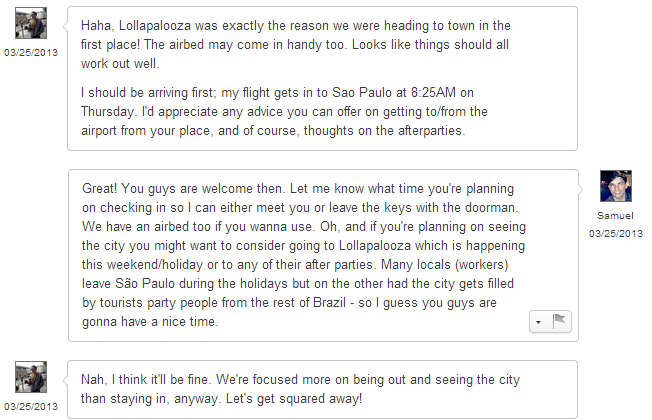 Haha, Lollapalooza was exactly the reason we were heading to town in the
first place! The airbed may come in handy too. Looks like things should all
work out well.
03/25/2013
I should be arriving first; my flight gets in to Sao Paulo at 8:25AM on
Thursday. I'd appreciate any advice you can offer on getting to/from the
airport from your place, and of course, thoughts on the afterparties.
Great! You guys are welcome then. Let me know what time you're planning
on checking in so I can either meet you or leave the keys with the doorman.
We have an airbed too if you wanna use. Oh, and if you're planning on seeing
the city you might want to consider going to Lollapalooza which is happening
this weekend/holiday or to any of their after parties. Many locals (workers)
leave São Paulo during the holidays but on the other had the city gets filled
by tourists party people from the rest of Brazil - so I guess you guys are
gonna have a nice time.
Samuel
03/25/2013
Nah, I think it'll be fine. We're focused more on being out and seeing the city
than staying in, anyway. Let's get squared away!
03/25/2013